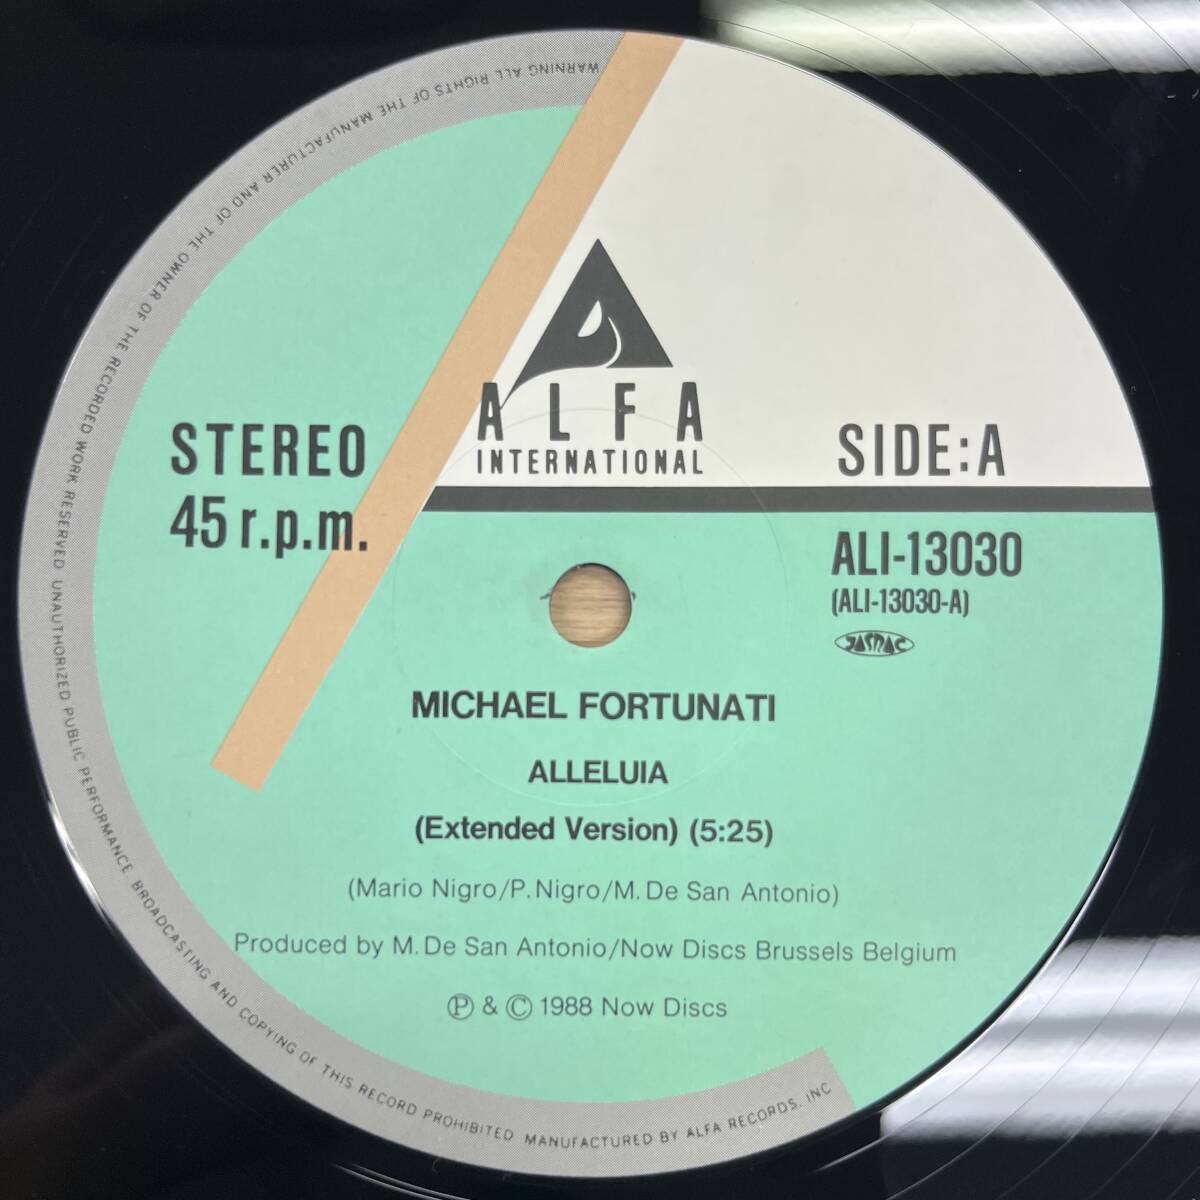 ALFA
INTERNATIONAL
STEREO
45 r.p.m.
SIDE:A
ALI-13030
(ALI-13030-A)
JASRAC
MICHAEL FORTUNATI
ALLELUIA
(Extended Version) (5:25)
(Mario Nigro/P.Nigro/M. De San Antonio)
Produced by M. De San Antonio/Now Discs Brussels Belgium
Ⓟ & © 1988 Now Discs
WARNING ALL RIGHTS OF THE MANUFACTURER AND OF THE OWNER OF THE RECORDED WORK RESERVED UNAUTHORIZED PUBLIC PERFORMANCE BROADCASTING AND COPYING OF THIS RECORD PROHIBITED MANUFACTURED BY ALFA RECORDS, INC